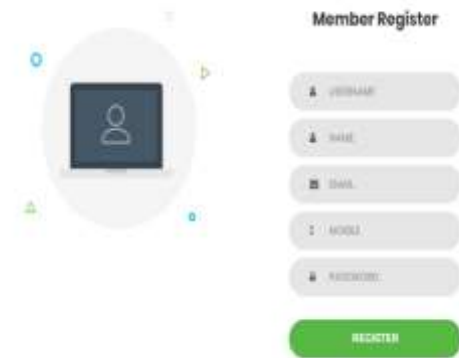 Member Register
USERNAME
NAME
EMAIL
MOBILE
PASSWORD
REGISTER